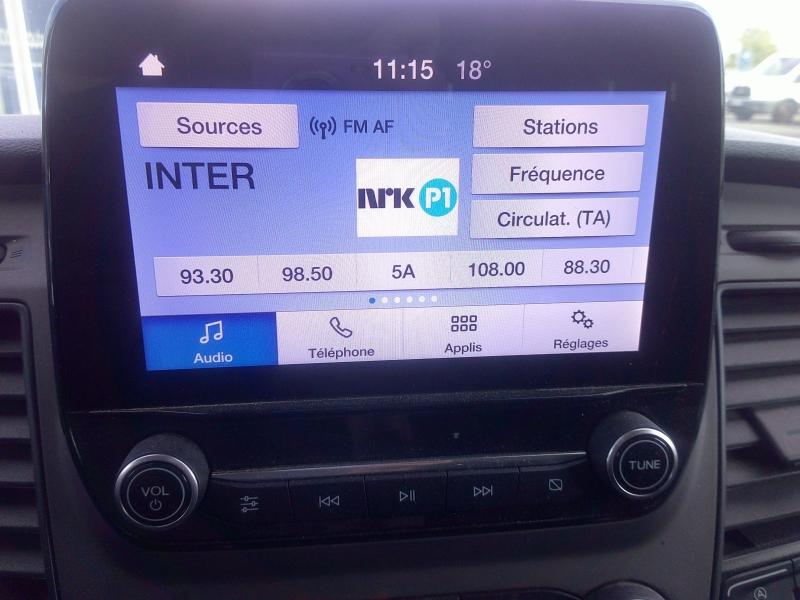 11:15 18°
Sources FM AF Stations
INTER nrk P1 Fréquence
Circulat. (TA)
93.30 98.50 5A 108.00 88.30
Audio Téléphone Applis Réglages
VOL TUNE